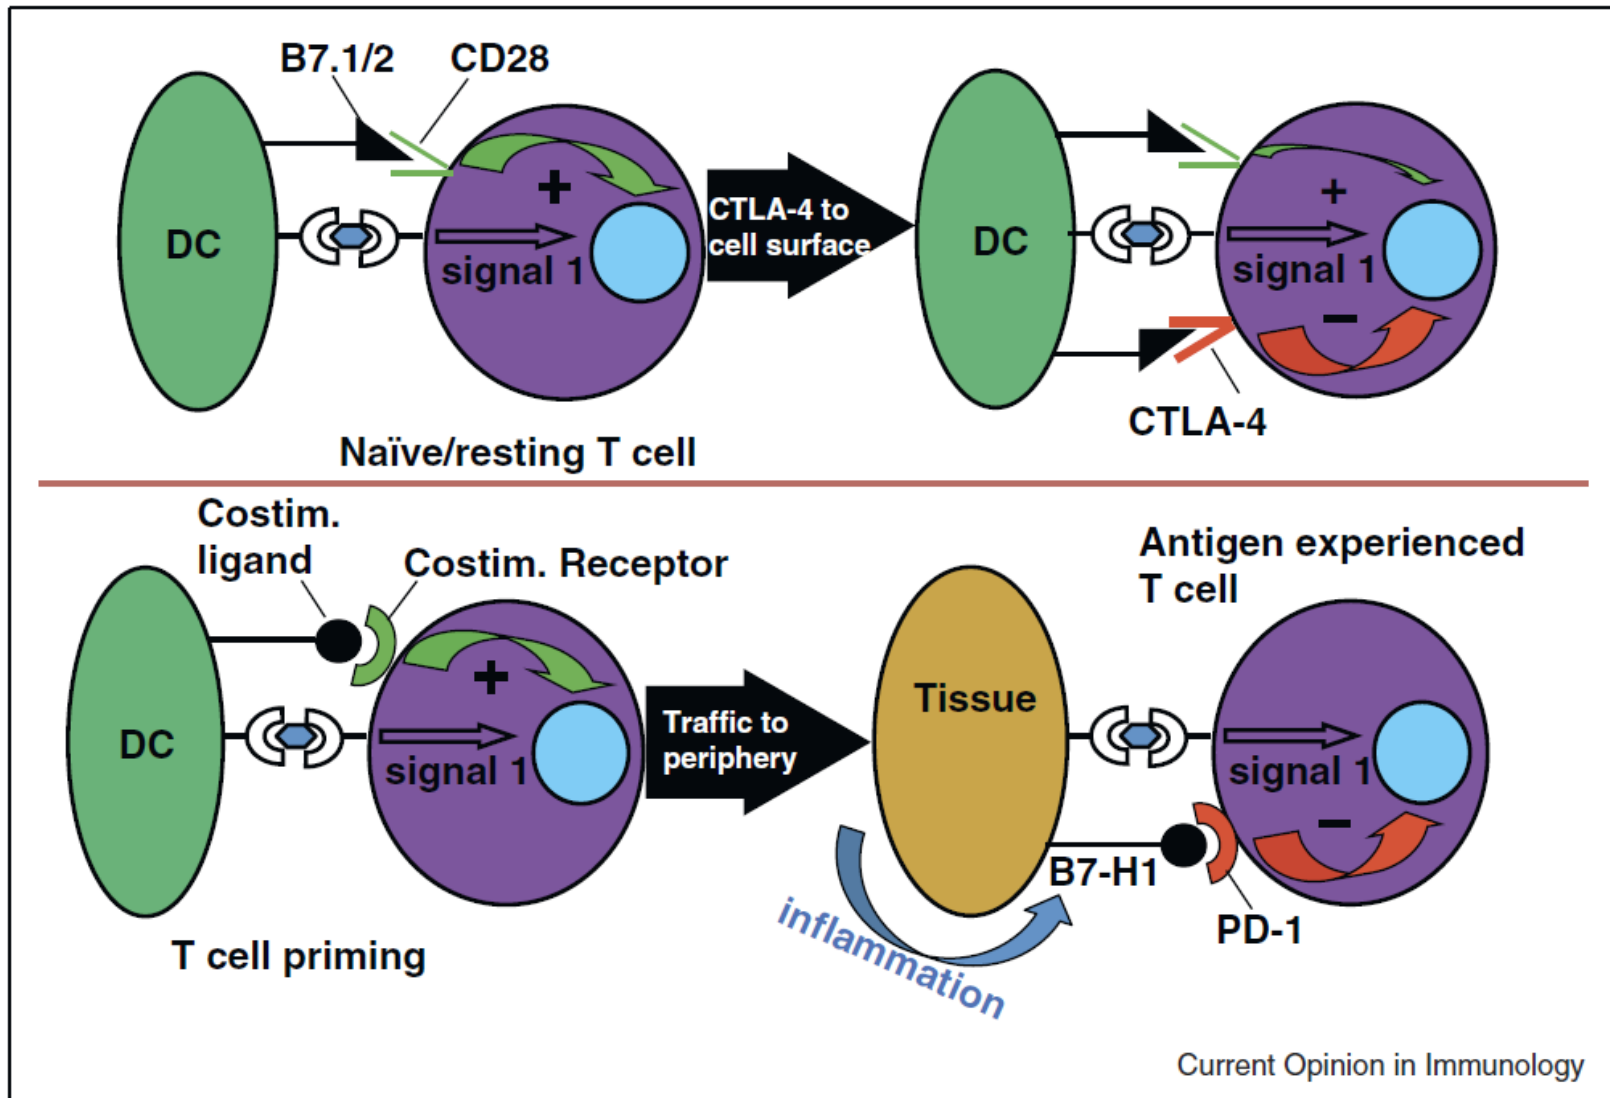 B7.1/2 CD28
DC
+
signal 1
CTLA-4 to
cell surface
DC
+
signal 1
−
CTLA-4
Naïve/resting T cell
Costim.
ligand
Costim. Receptor
DC
+
signal 1
T cell priming
Traffic to
periphery
Antigen experienced
T cell
Tissue
signal 1
−
B7-H1
PD-1
inflammation
Current Opinion in Immunology